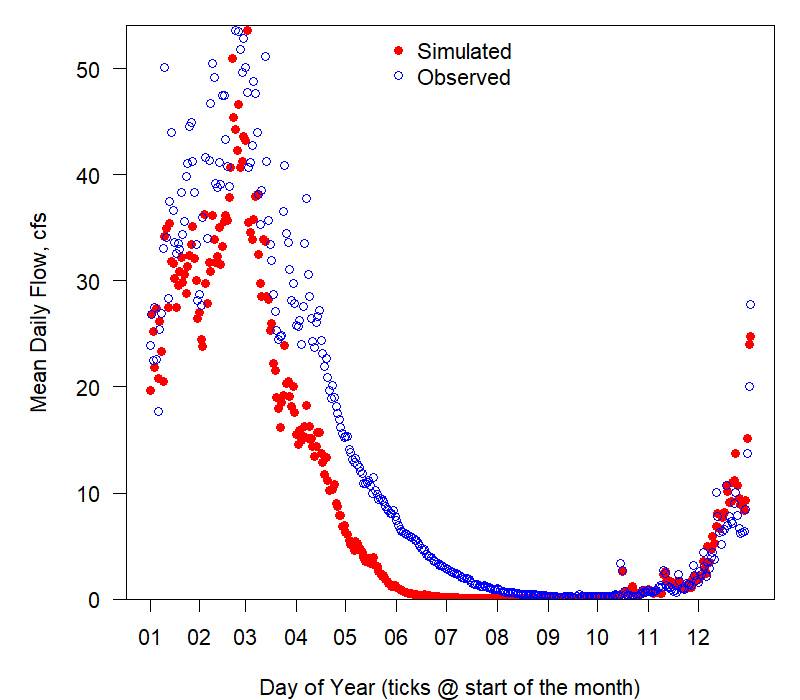 Simulated
Observed
Mean Daily Flow, cfs
50
40
30
20
10
0
01 02 03 04 05 06 07 08 09 10 11 12
Day of Year (ticks @ start of the month)